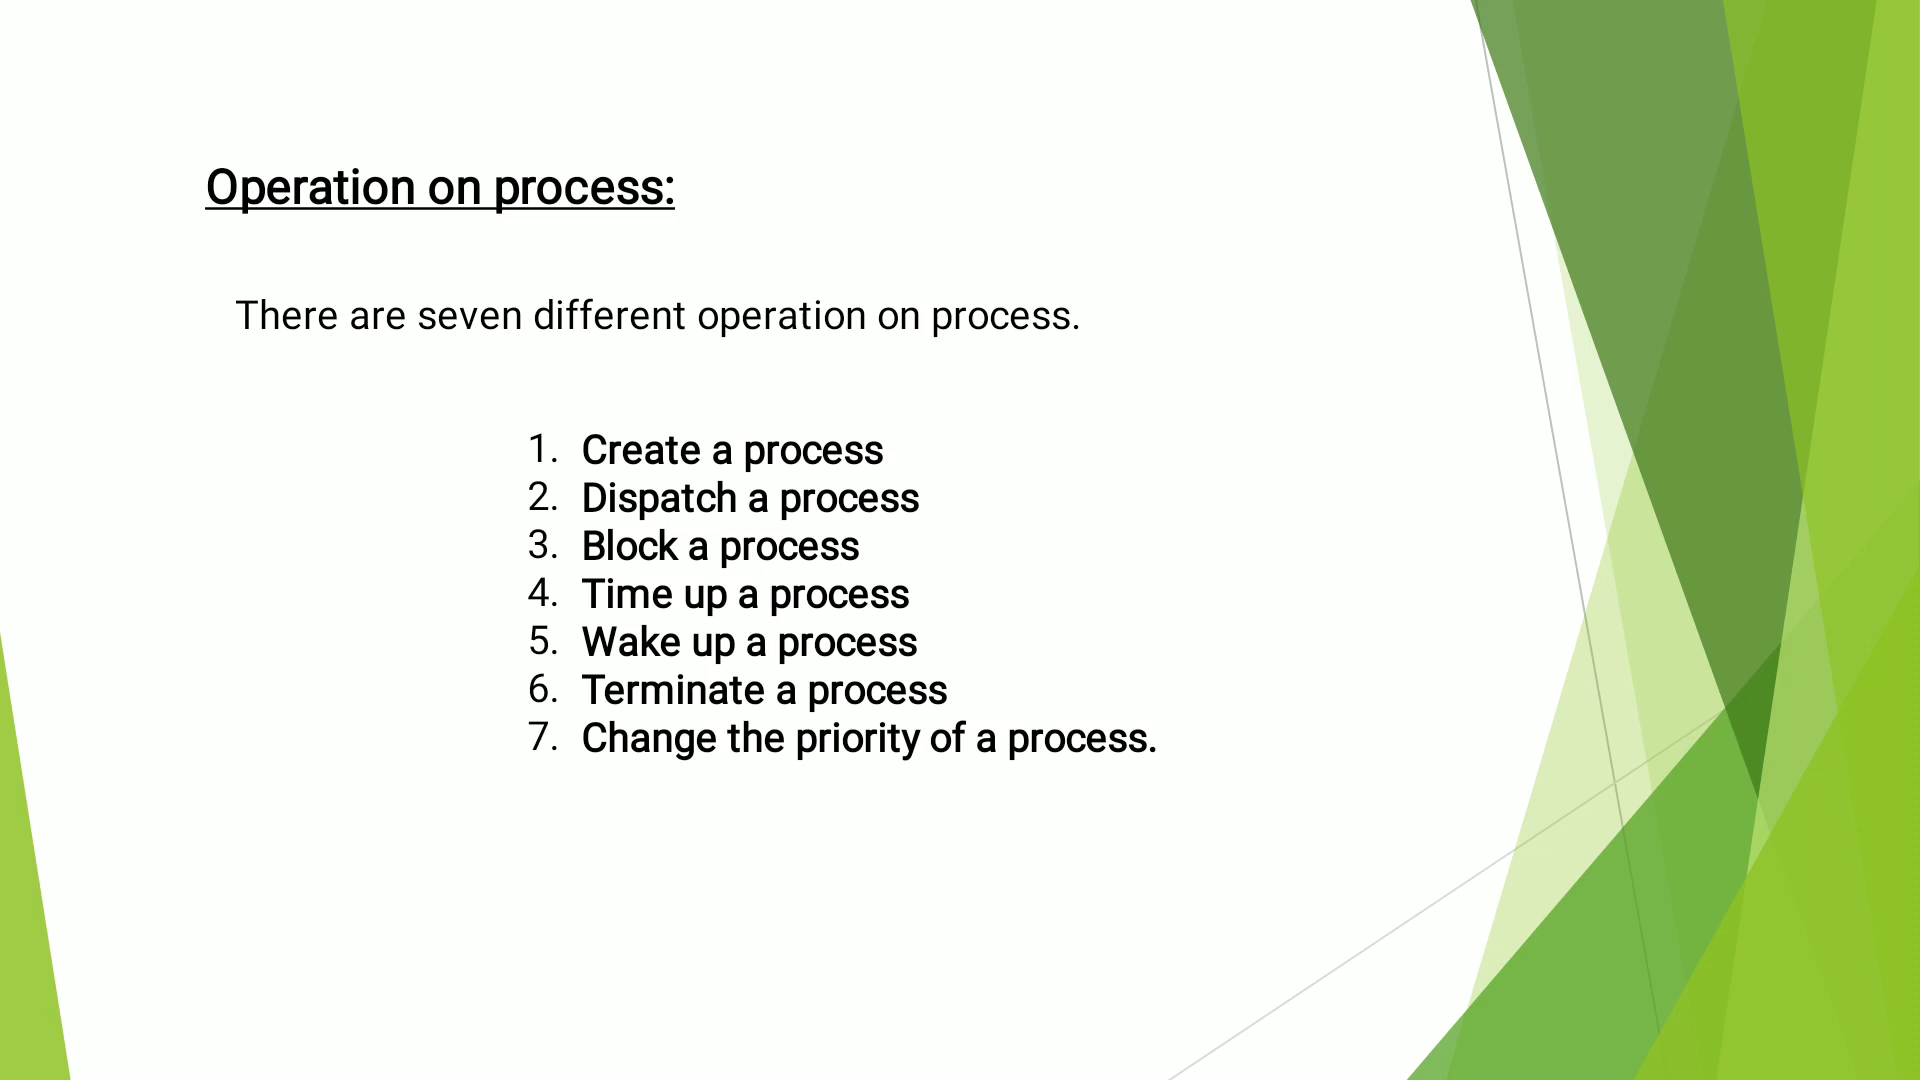 Operation on process:
There are seven different operation on process.
1. Create a process
2. Dispatch a process
3. Block a process
4. Time up a process
5. Wake up a process
6. Terminate a process
7. Change the priority of a process.